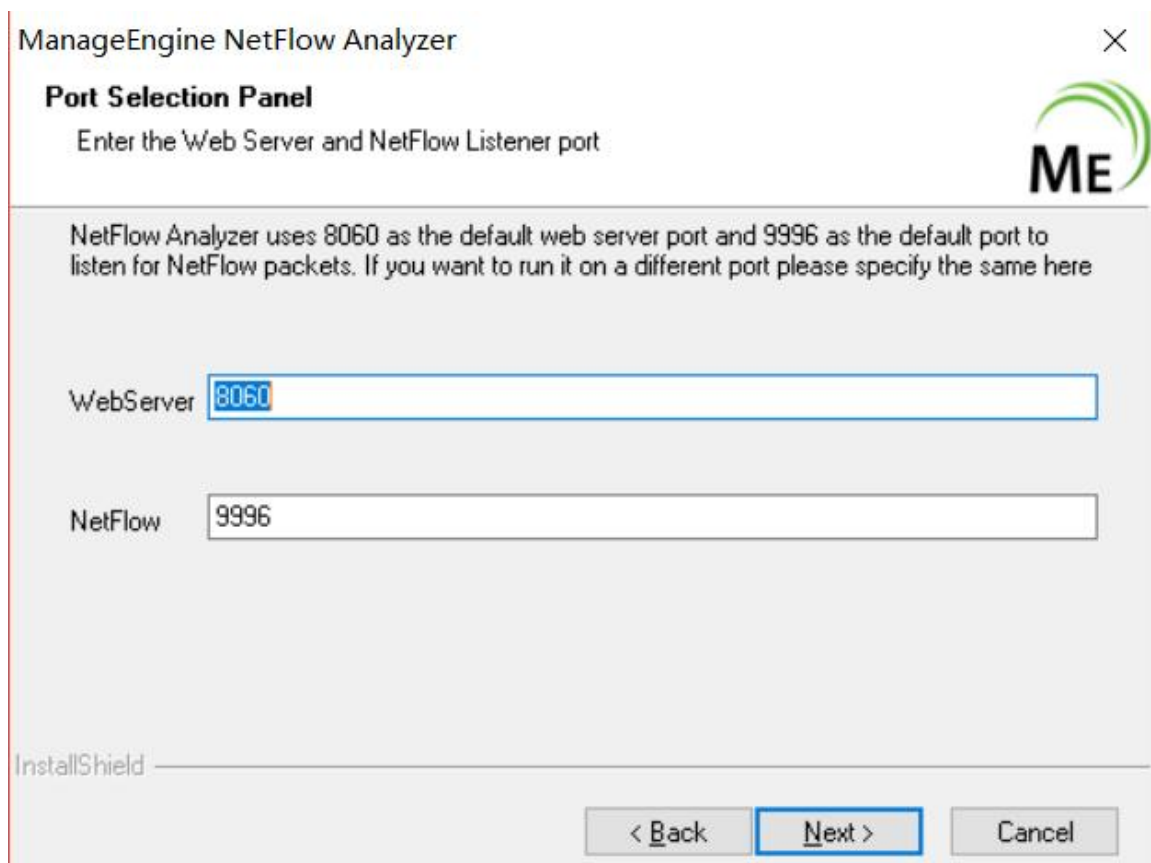 ManageEngine NetFlow Analyzer
Port Selection Panel
Enter the Web Server and NetFlow Listener port
ME
NetFlow Analyzer uses 8060 as the default web server port and 9996 as the default port to
listen for NetFlow packets. If you want to run it on a different port please specify the same here
WebServer 8060
NetFlow 9996
InstallShield
< Back Next > Cancel